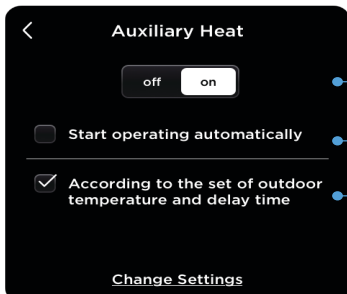 Auxiliary Heat
off on
Start operating automatically
According to the set of outdoor
temperature and delay time
Change Settings